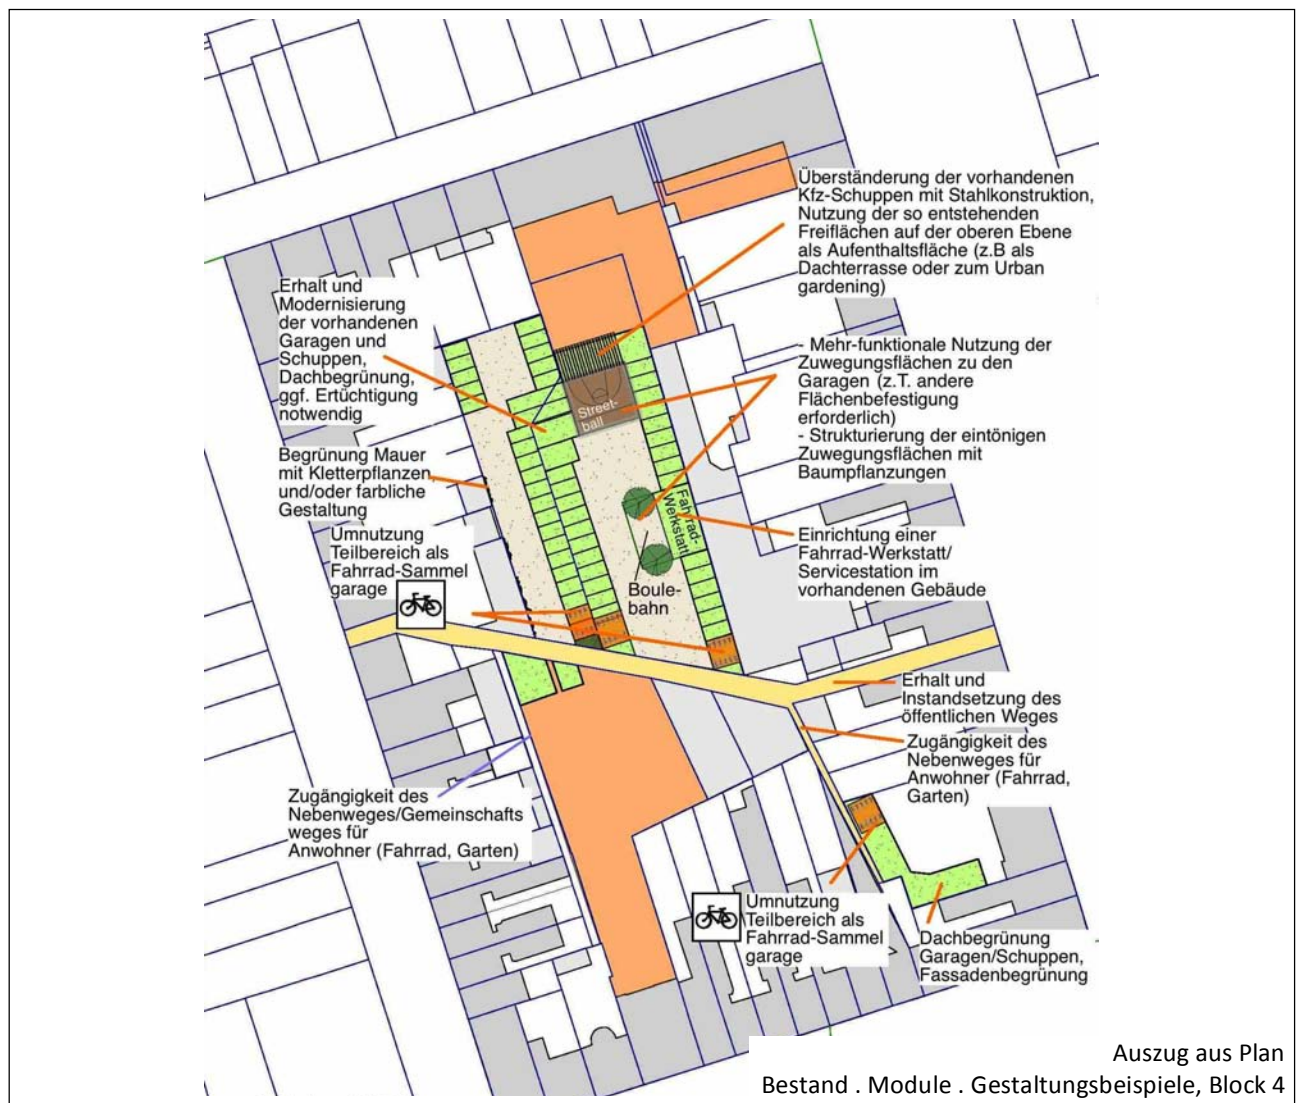 Überständerung der vorhandenen
Kfz-Schuppen mit Stahlkonstruktion,
Nutzung der so entstehenden
Freiflächen auf der oberen Ebene
als Aufenthaltsfläche (z.B als
Dachterrasse oder zum Urban
gardening)
Erhalt und
Modernisierung
der vorhandenen
Garagen und
Schuppen,
Dachbegrünung,
ggf. Ertüchtigung
notwendig
- Mehr-funktionale Nutzung der
Zuwegungsflächen zu den
Garagen (z.T. andere
Flächenbefestigung
erforderlich)
- Strukturierung der eintönigen
Zuwegungsflächen mit
Baumpflanzungen
Street-
ball
Begrünung Mauer
mit Kletterpflanzen
und/oder farbliche
Gestaltung
Fahrrad-
Werkstatt
Umnutzung
Teilbereich als
Fahrrad-Sammel
garage
Einrichtung einer
Fahrrad-Werkstatt/
Servicestation im
vorhandenen Gebäude
Boule-
bahn
Erhalt und
Instandsetzung des
öffentlichen Weges
Zugängigkeit des
Nebenweges für
Anwohner (Fahrrad,
Garten)
Zugängigkeit des
Nebenweges/Gemeinschafts
weges für
Anwohner (Fahrrad, Garten)
Umnutzung
Teilbereich als
Fahrrad-Sammel
garage
Dachbegrünung
Garagen/Schuppen,
Fassadenbegrünung
Auszug aus Plan
Bestand . Module . Gestaltungsbeispiele, Block 4